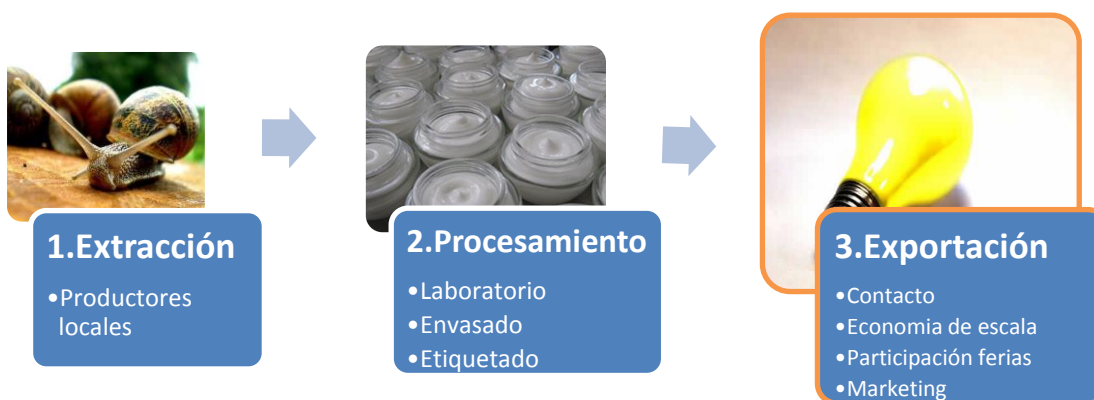 1.Extracción
•Productores
locales
2.Procesamiento
•Laboratorio
•Envasado
•Etiquetado
3.Exportación
•Contacto
•Economia de escala
•Participación ferias
•Marketing